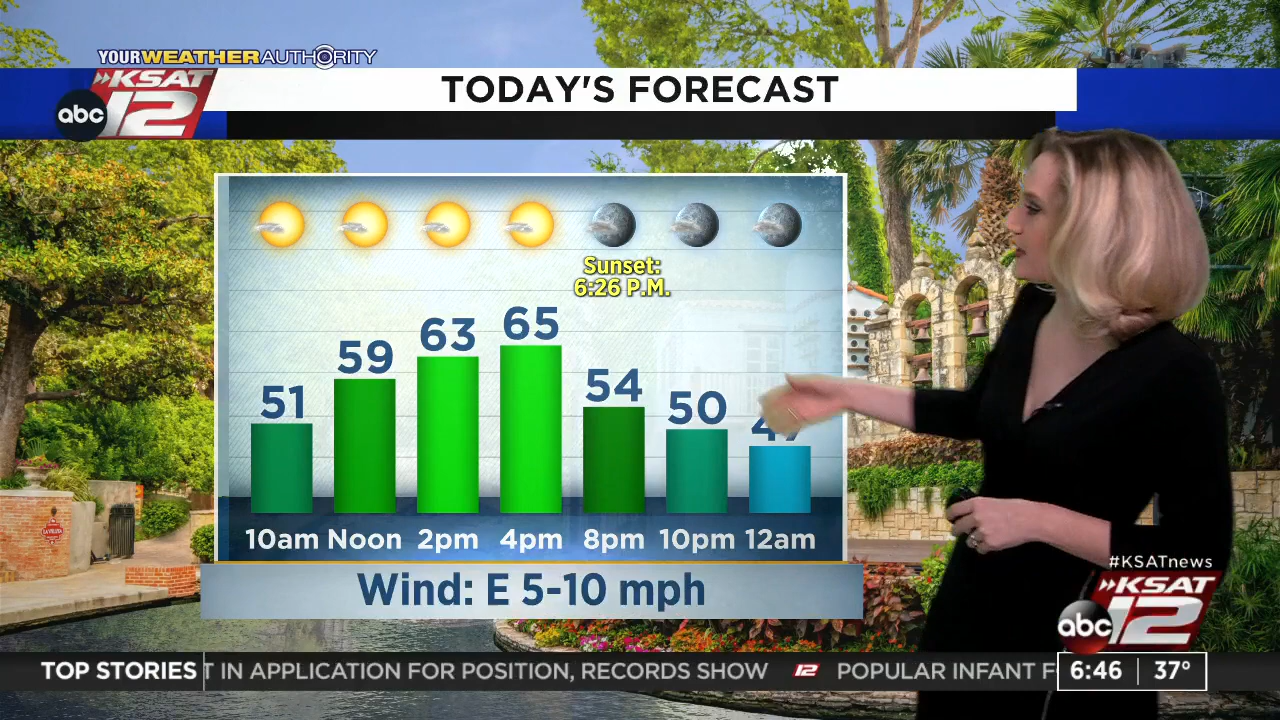 YOUR WEATHER AUTHORITY
KSAT
abc 12
TODAY'S FORECAST
Sunset:
6:26 P.M.
51 59 63 65 54 50 47
10am Noon 2pm 4pm 8pm 10pm 12am
Wind: E 5-10 mph
#KSATnews
KSAT
abc 12
TOP STORIES T IN APPLICATION FOR POSITION, RECORDS SHOW 12 POPULAR INFANT F 6:46 37°